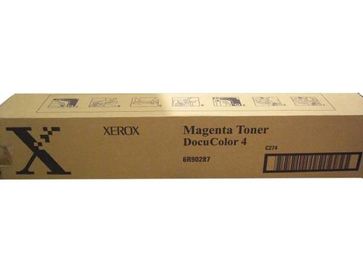 X
XEROX
Magenta Toner
DocuColor 4
6R90287
C274